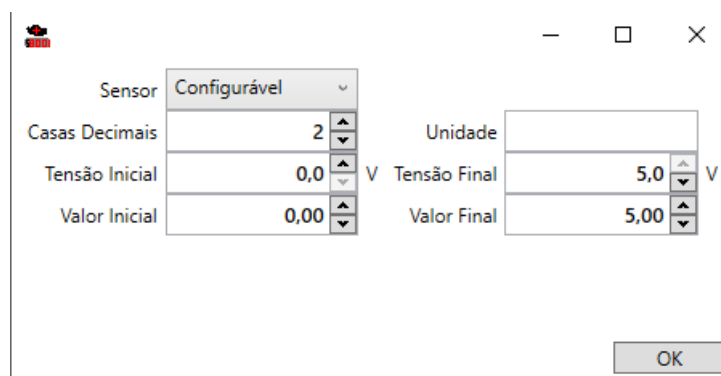 Sensor Configurável
Casas Decimais 2 Unidade
Tensão Inicial 0,0 V Tensão Final 5,0 V
Valor Inicial 0,00 Valor Final 5,00
OK